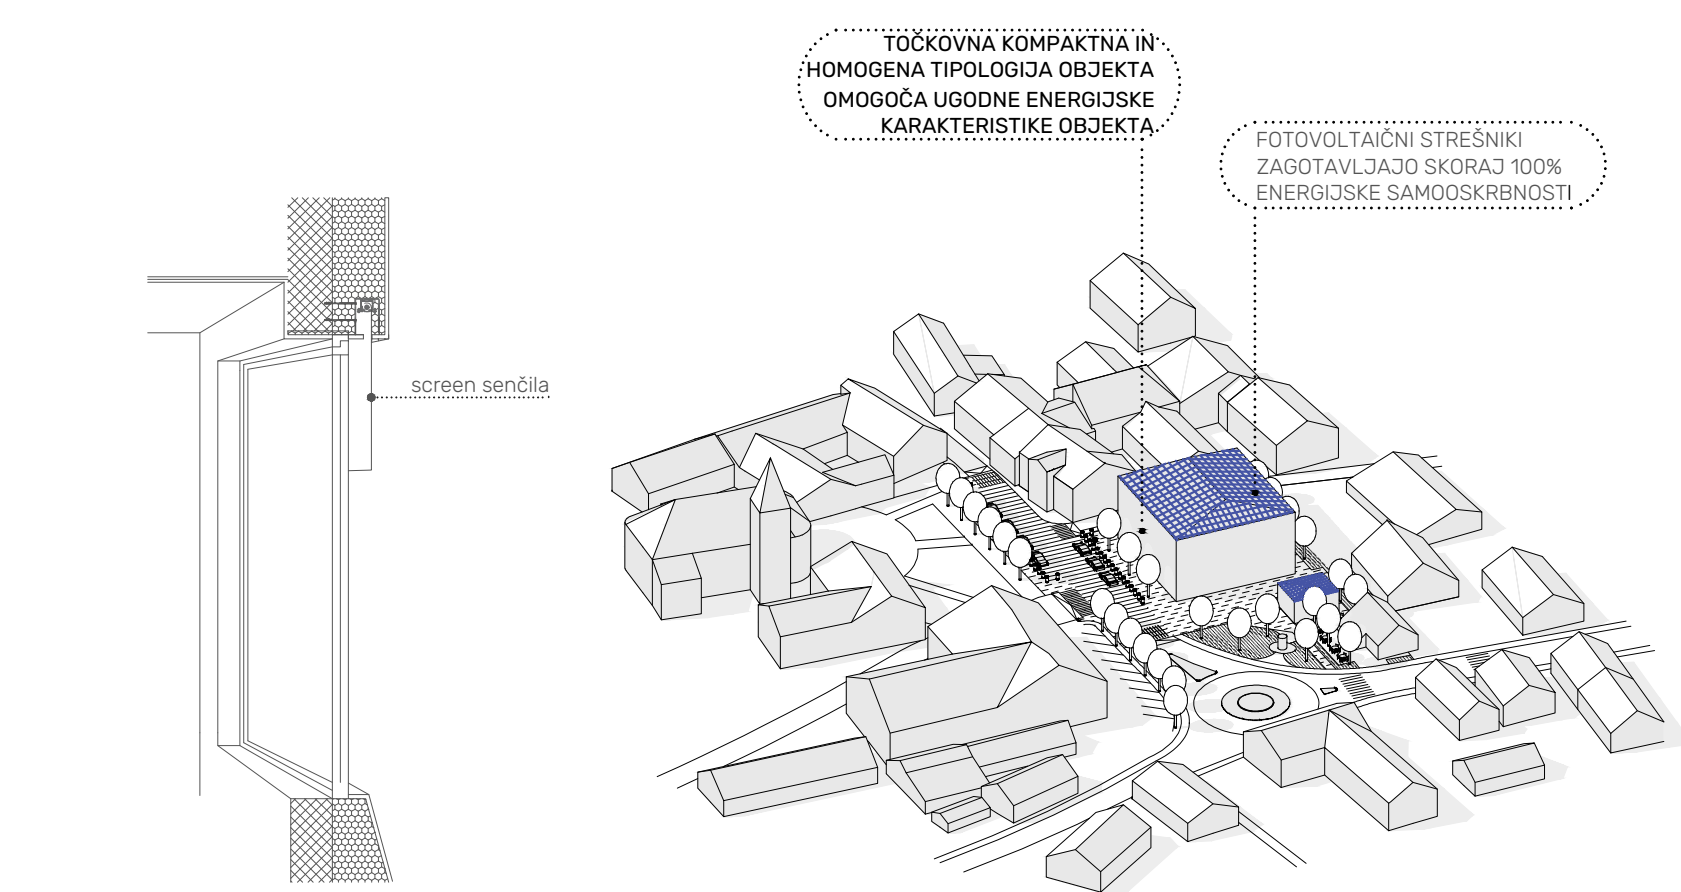 TOČKOVNA KOMPAKTNA IN
HOMOGENA TIPOLOGIJA OBJEKTA
OMOGOČA UGODNE ENERGIJSKE
KARAKTERISTIKE OBJEKTA
FOTOVOLTAIČNI STREŠNIKI
ZAGOTAVLJAJO SKORAJ 100%
ENERGIJSKE SAMOOSKRBNOSTI
screen senčila